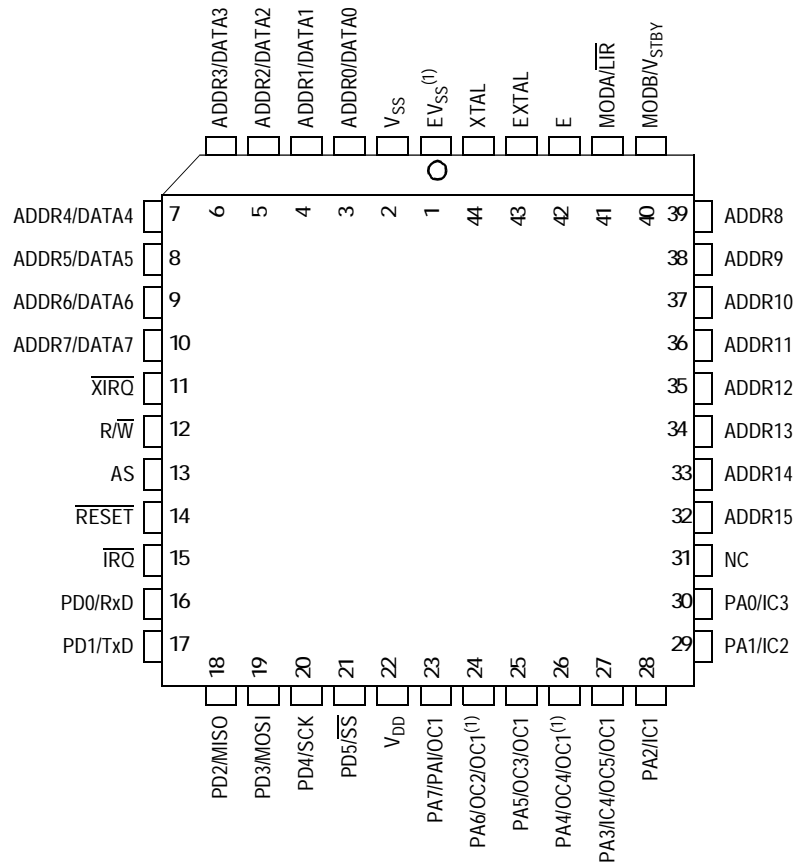 ADDR3/DATA3
ADDR2/DATA2
ADDR1/DATA1
ADDR0/DATA0
VSS
EVSS(1)
XTAL
EXTAL
E
MODA/L̅I̅R̅
MODB/VSTBY
6
5
4
3
2
1
44
43
42
41
40
ADDR4/DATA4 7
ADDR5/DATA5 8
ADDR6/DATA6 9
ADDR7/DATA7 10
X̅I̅R̅Q̅ 11
R/W̅ 12
AS 13
R̅E̅S̅E̅T̅ 14
I̅R̅Q̅ 15
PD0/RxD 16
PD1/TxD 17
39 ADDR8
38 ADDR9
37 ADDR10
36 ADDR11
35 ADDR12
34 ADDR13
33 ADDR14
32 ADDR15
31 NC
30 PA0/IC3
29 PA1/IC2
18
19
20
21
22
23
24
25
26
27
28
PD2/MISO
PD3/MOSI
PD4/SCK
PD5/S̅S̅
VDD
PA7/PAI/OC1
PA6/OC2/OC1(1)
PA5/OC3/OC1
PA4/OC4/OC1(1)
PA3/IC4/OC5/OC1
PA2/IC1